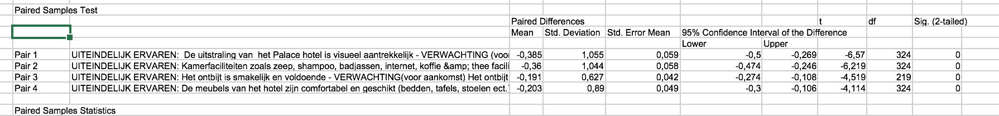 Paired Samples Test
Paired Differences t df Sig. (2-tailed)
Mean Std. Deviation Std. Error Mean 95% Confidence Interval of the Difference
Lower Upper
Pair 1 UITEINDELIJK ERVAREN: De uitstraling van het Palace hotel is visueel aantrekkelijk - VERWACHTING (voor -0,385 1,055 0,059 -0,5 -0,269 -6,57 324 0
Pair 2 UITEINDELIJK ERVAREN: Kamerfaciliteiten zoals zeep, shampoo, badjassen, internet, koffie &amp; thee facili -0,36 1,044 0,058 -0,474 -0,246 -6,219 324 0
Pair 3 UITEINDELIJK ERVAREN: Het ontbijt is smakelijk en voldoende - VERWACHTING(voor aankomst) Het ontbijt -0,191 0,627 0,042 -0,274 -0,108 -4,519 219 0
Pair 4 UITEINDELIJK ERVAREN: De meubels van het hotel zijn comfortabel en geschikt (bedden, tafels, stoelen ect. -0,203 0,89 0,049 -0,3 -0,106 -4,114 324 0
Paired Samples Statistics